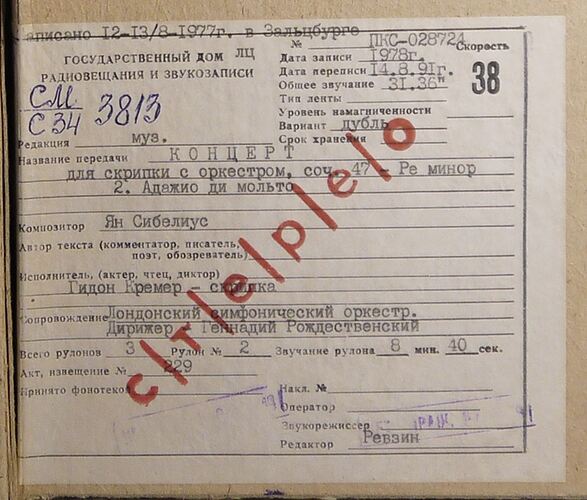 аписано 12-13/8-1977г. в Зальцбурге
ГОСУДАРСТВЕННЫЙ ДОМ ЛЦ
РАДИОВЕЩАНИЯ И ЗВУКОЗАПИСИ
№ ПКС-028724
Скорость
38
Дата записи 1978г.
Дата переписи 14.8.91г.
Общее звучание 31.36"
Тип ленты
Уровень намагниченности
Вариант дубль
Срок хранения
СМ
С34 3813
Редакция муз.
Название передачи КОНЦЕРТ
для скрипки с оркестром, соч. 47 - Ре минор
2. Адажио ди мольто
Композитор Ян Сибелиус
Автор текста (комментатор, писатель,
поэт, обозреватель)
Исполнитель, (актер, чтец, диктор)
Гидон Кремер - скрипка
Сопровождение Лондонский симфонический оркестр.
Дирижер - Геннадий Рождественский
с/т/е/р/е/о
Всего рулонов 3 Рулон № 2 Звучание рулона 8 мин. 40 сек.
Акт, извещение № 229
Принято фонотекой
Накл. №
Оператор
Звукорежиссер
Редактор Ревзин